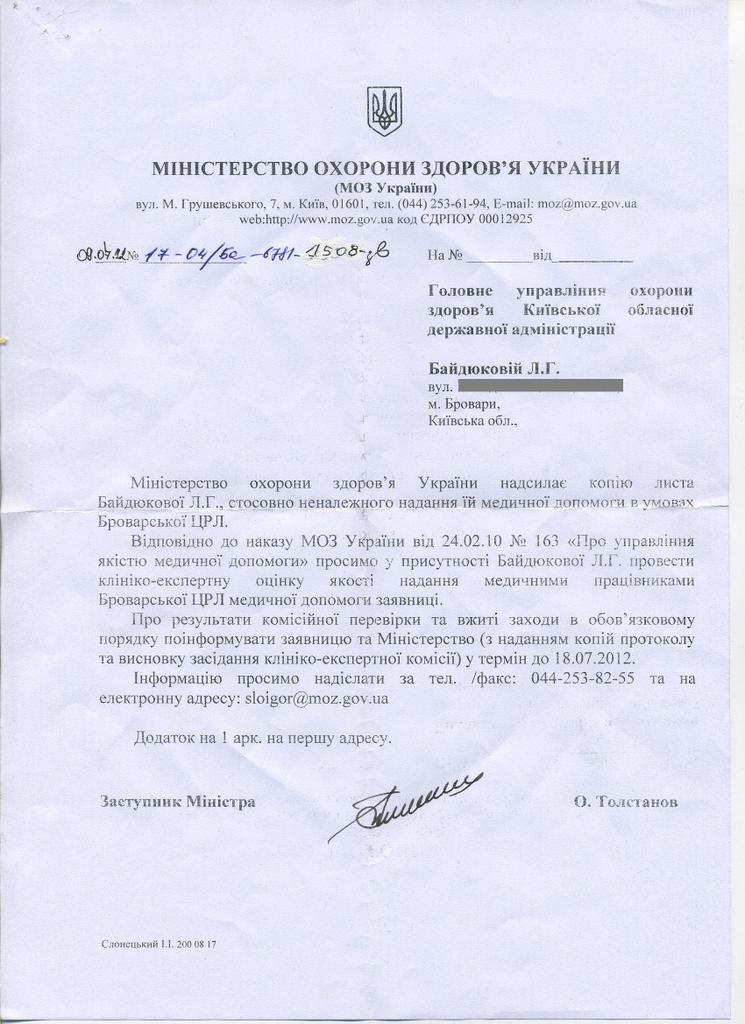 МІНІСТЕРСТВО ОХОРОНИ ЗДОРОВ'Я УКРАЇНИ
(МОЗ України)
вул. М. Грушевського, 7, м. Київ, 01601, тел. (044) 253-61-94, E-mail: moz@moz.gov.ua
web:http://www.moz.gov.ua код ЄДРПОУ 00012925
09.07.12 № 17-04/Бе-6781-1508-зв
На № __________ від____________
Головне управління охорони
здоров'я Київської обласної
державної адміністрації
Байдюковій Л.Г.
вул.
м. Бровари,
Київська обл.,
Міністерство охорони здоров'я України надсилає копію листа
Байдюкової Л.Г., стосовно неналежного надання їй медичної допомоги в умовах
Броварської ЦРЛ.
Відповідно до наказу МОЗ України від 24.02.10 № 163 «Про управління
якістю медичної допомоги» просимо у присутності Байдюкової Л.Г. провести
клініко-експертну оцінку якості надання медичними працівниками
Броварської ЦРЛ медичної допомоги заявниці.
Про результати комісійної перевірки та вжиті заходи в обов'язковому
порядку поінформувати заявницю та Міністерство (з наданням копій протоколу
та висновку засідання клініко-експертної комісії) у термін до 18.07.2012.
Інформацію просимо надіслати за тел. /факс: 044-253-82-55 та на
електронну адресу: sloigor@moz.gov.ua
Додаток на 1 арк. на першу адресу.
Заступник Міністра О. Толстанов
Слонецький І.І. 200 08 17